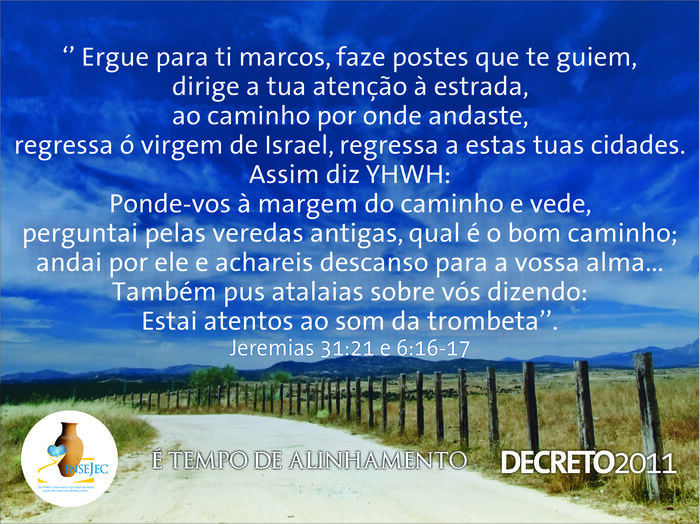 ‘’ Ergue para ti marcos, faze postes que te guiem,
dirige a tua atenção à estrada,
ao caminho por onde andaste,
regressa ó virgem de Israel, regressa a estas tuas cidades.
Assim diz YHWH:
Ponde-vos à margem do caminho e vede,
perguntai pelas veredas antigas, qual é o bom caminho;
andai por ele e achareis descanso para a vossa alma...
Também pus atalaias sobre vós dizendo:
Estai atentos ao som da trombeta’’.
Jeremias 31:21 e 6:16-17
INSEJEC
É TEMPO DE ALINHAMENTO
DECRETO2011